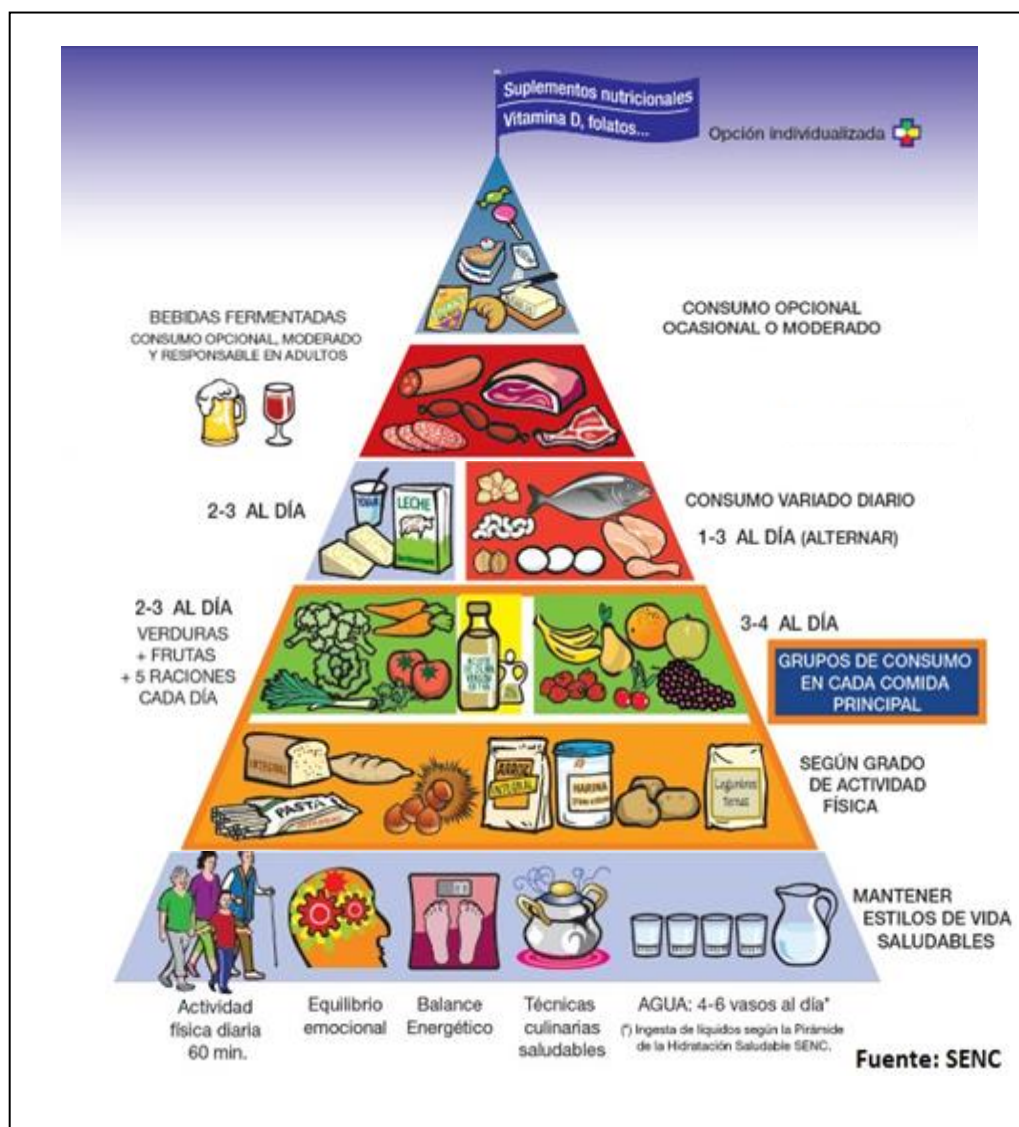 Suplementos nutricionales
Vitamina D, folatos...
Opción individualizada
BEBIDAS FERMENTADAS
CONSUMO OPCIONAL, MODERADO
Y RESPONSABLE EN ADULTOS
CONSUMO OPCIONAL
OCASIONAL O MODERADO
2-3 AL DÍA
LECHE
CONSUMO VARIADO DIARIO
1-3 AL DÍA (ALTERNAR)
2-3 AL DÍA
VERDURAS
+ FRUTAS
+ 5 RACIONES
CADA DÍA
3-4 AL DÍA
GRUPOS DE CONSUMO
EN CADA COMIDA
PRINCIPAL
INTEGRAL
PASTA
ARROZ
INTEGRAL
HARINA
SEGÚN GRADO
DE ACTIVIDAD
FÍSICA
MANTENER
ESTILOS DE VIDA
SALUDABLES
Actividad
física diaria
60 min.
Equilibrio
emocional
Balance
Energético
Técnicas
culinarias
saludables
AGUA: 4-6 vasos al día*
(*) Ingesta de líquidos según la Pirámide
de la Hidratación Saludable SENC.
Fuente: SENC